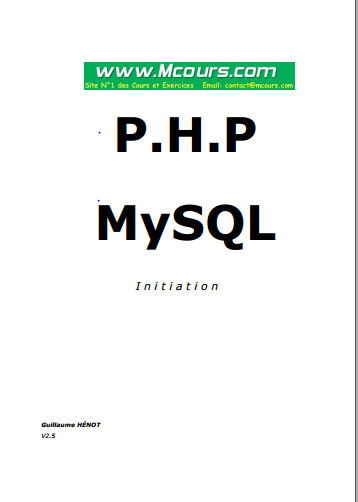 www.Mcours.com
Site N°1 des Cours et Exercices Email: contact@mcours.com
P.H.P
MySQL
Initiation
Guillaume HÉNOT
V2.5